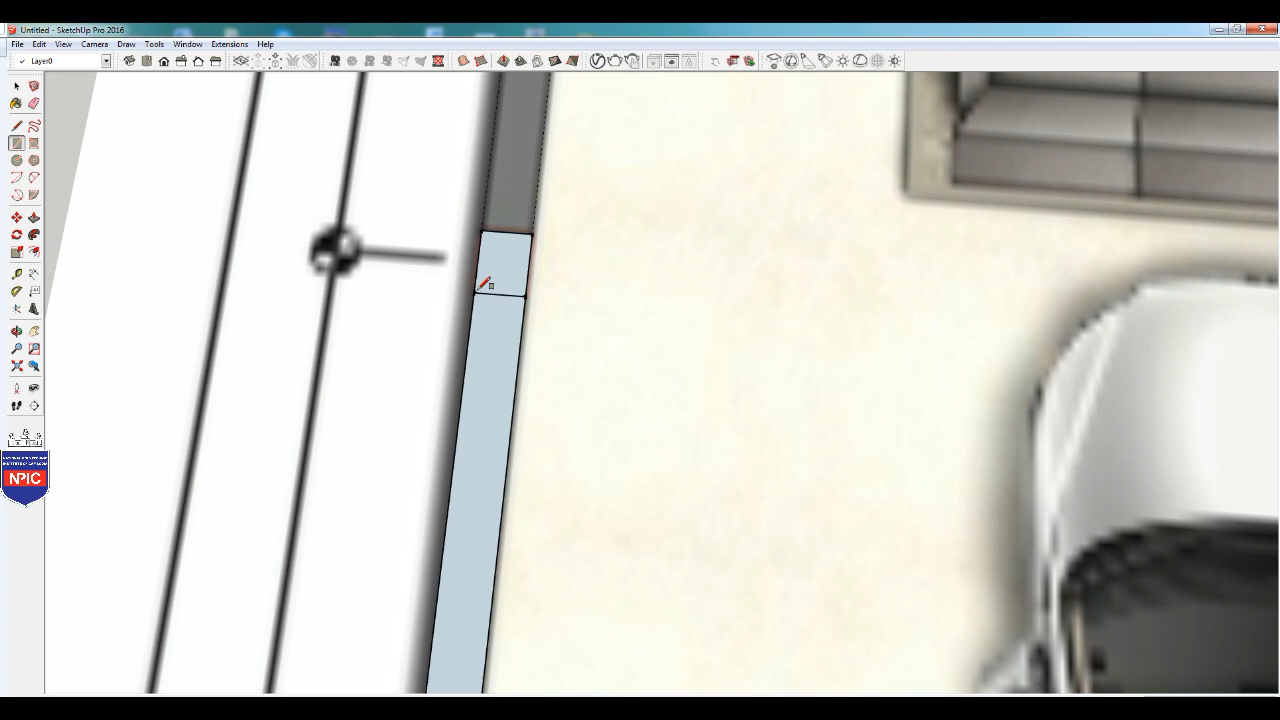 Untitled - SketchUp Pro 2016
File Edit View Camera Draw Tools Window Extensions Help
Layer0
NPIC